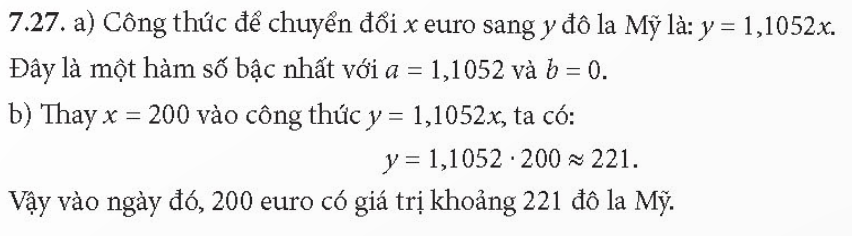 7.27. a) Công thức để chuyển đổi x euro sang y đô la Mỹ là: y = 1,1052x.
Đây là một hàm số bậc nhất với a = 1,1052 và b = 0.
b) Thay x = 200 vào công thức y = 1,1052x, ta có:
y = 1,1052 · 200 ≈ 221.
Vậy vào ngày đó, 200 euro có giá trị khoảng 221 đô la Mỹ.